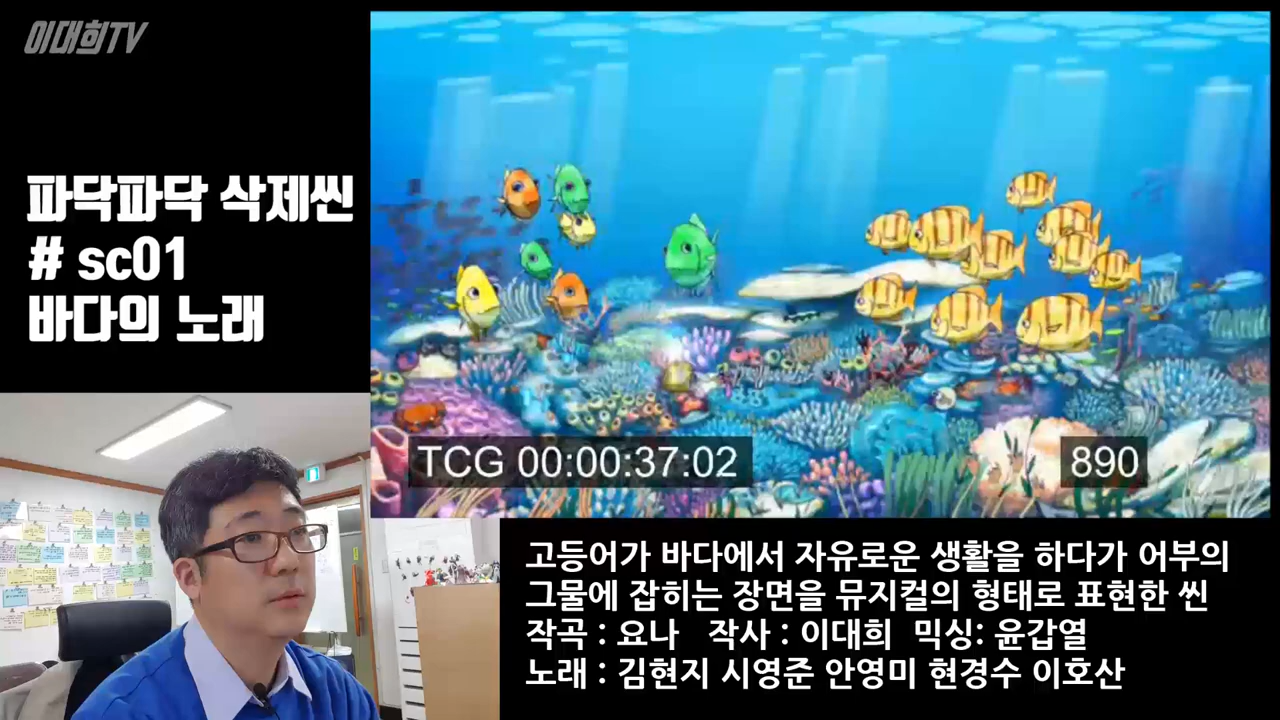 이대희TV
파닥파닥 삭제씬
# sc01
바다의 노래
TCG 00:00:37:02
890
고등어가 바다에서 자유로운 생활을 하다가 어부의
그물에 잡히는 장면을 뮤지컬의 형태로 표현한 씬
작곡 : 요나 작사 : 이대희 믹싱: 윤갑열
노래 : 김현지 시영준 안영미 현경수 이호산